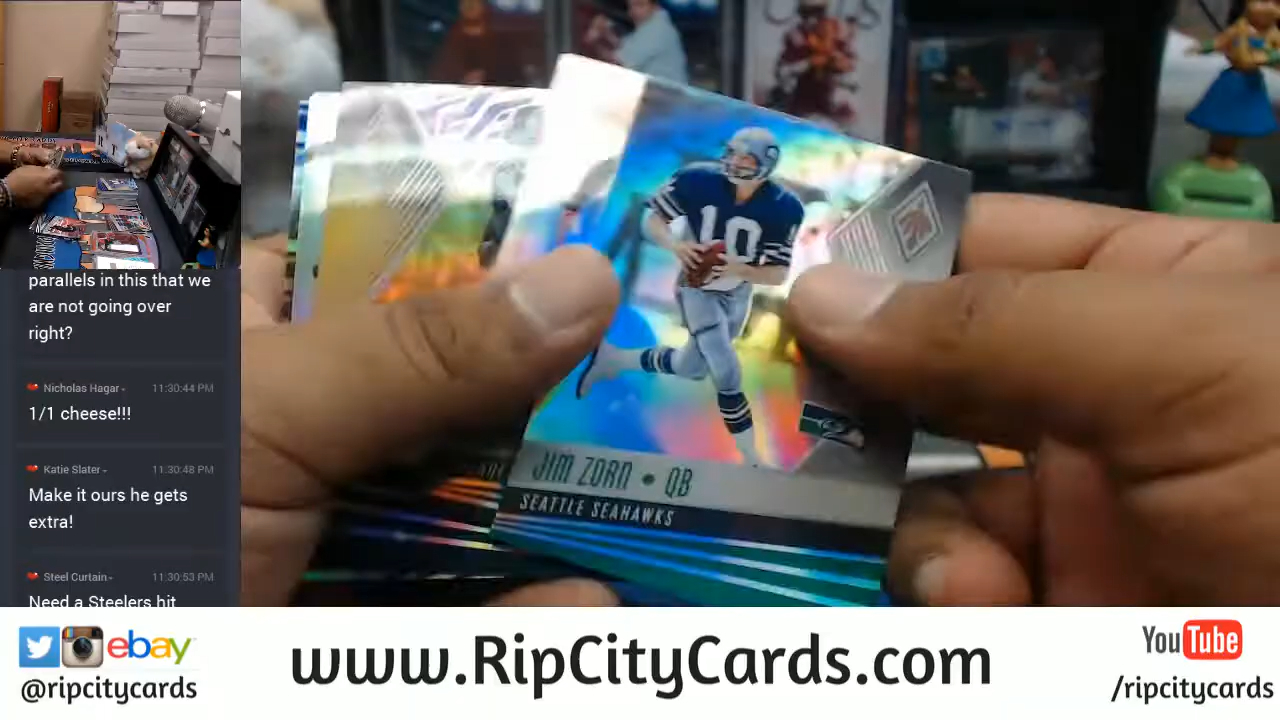 parallels in this that we
are not going over
right?
Nicholas Hagar
11:30:44 PM
1/1 cheese!!!
Katie Slater
11:30:48 PM
Make it ours he gets
extra!
Steel Curtain
11:30:53 PM
Need a Steelers hit
10
JIM ZORN • QB
SEATTLE SEAHAWKS
ebay
@ripcitycards
www.RipCityCards.com
YouTube
/ripcitycards